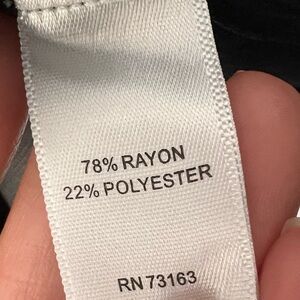 78% RAYON
22% POLYESTER
RN 73163